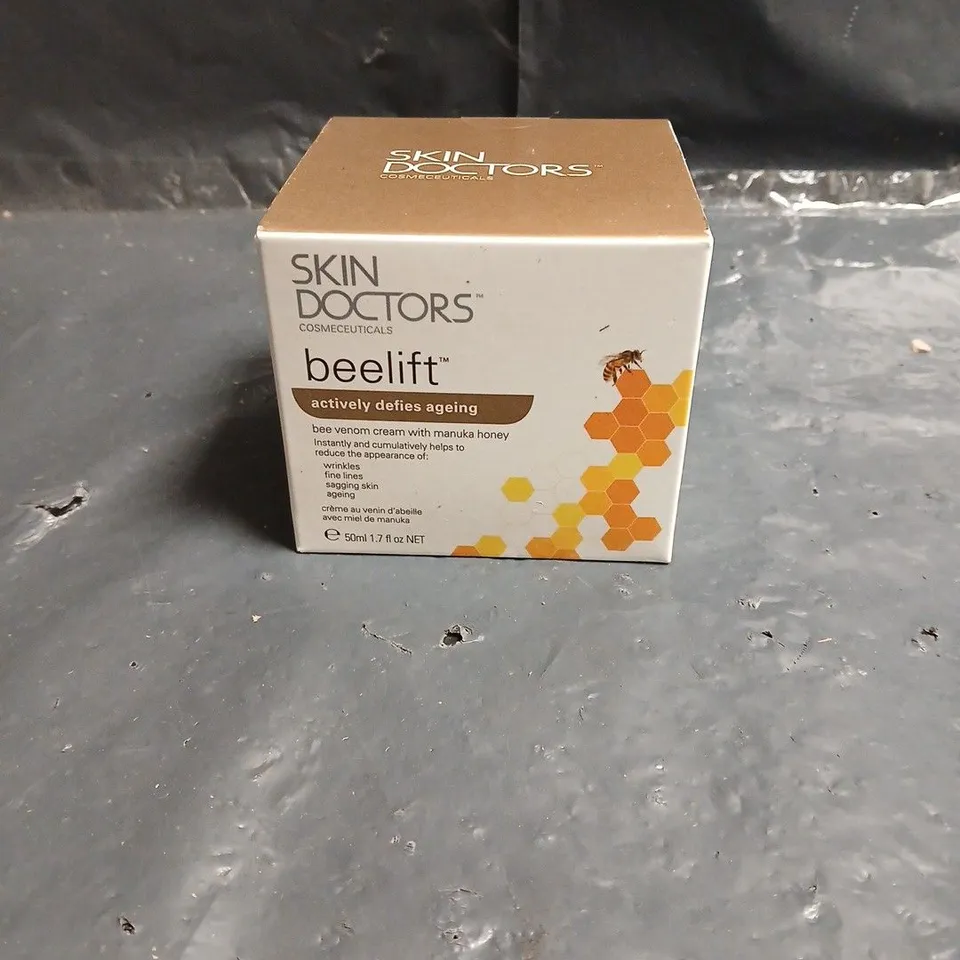 SKIN
DOCTORS™
COSMECEUTICALS
SKIN
DOCTORS™
COSMECEUTICALS
beelift™
actively defies ageing
bee venom cream with manuka honey
Instantly and cumulatively helps to
reduce the appearance of:
wrinkles
fine lines
sagging skin
ageing
crème au venin d'abeille
avec miel de manuka
℮ 50ml 1.7 fl oz NET